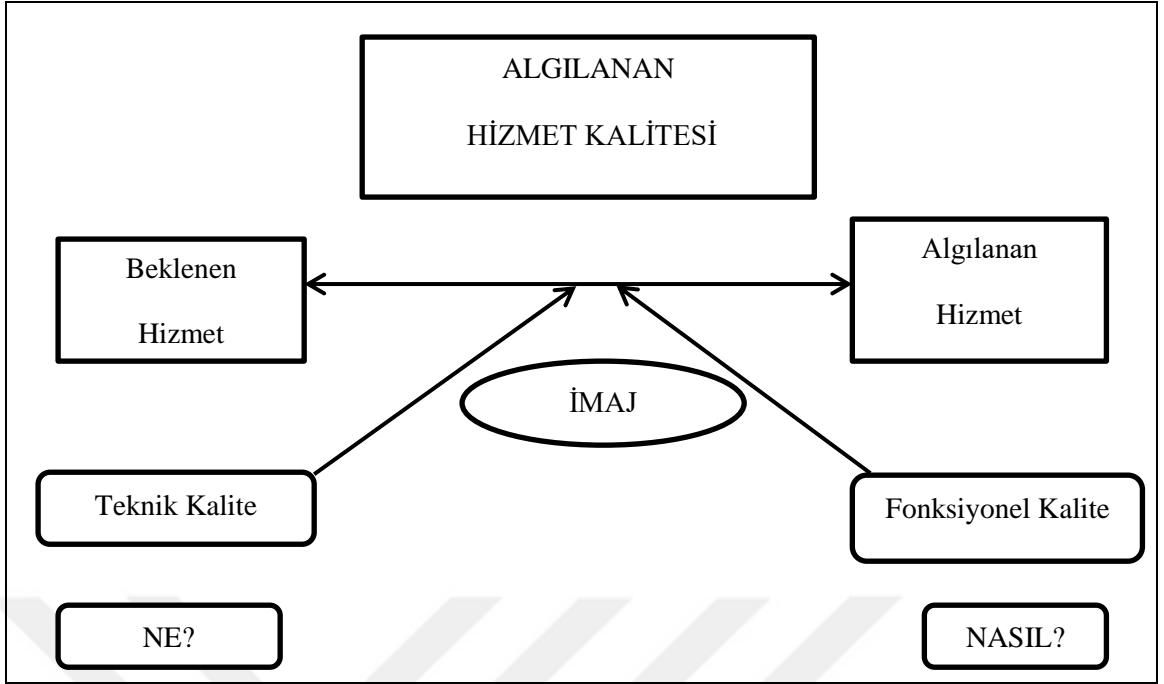 ALGILANAN
HİZMET KALİTESİ
Beklenen
Hizmet
Algılanan
Hizmet
İMAJ
Teknik Kalite
Fonksiyonel Kalite
NE?
NASIL?